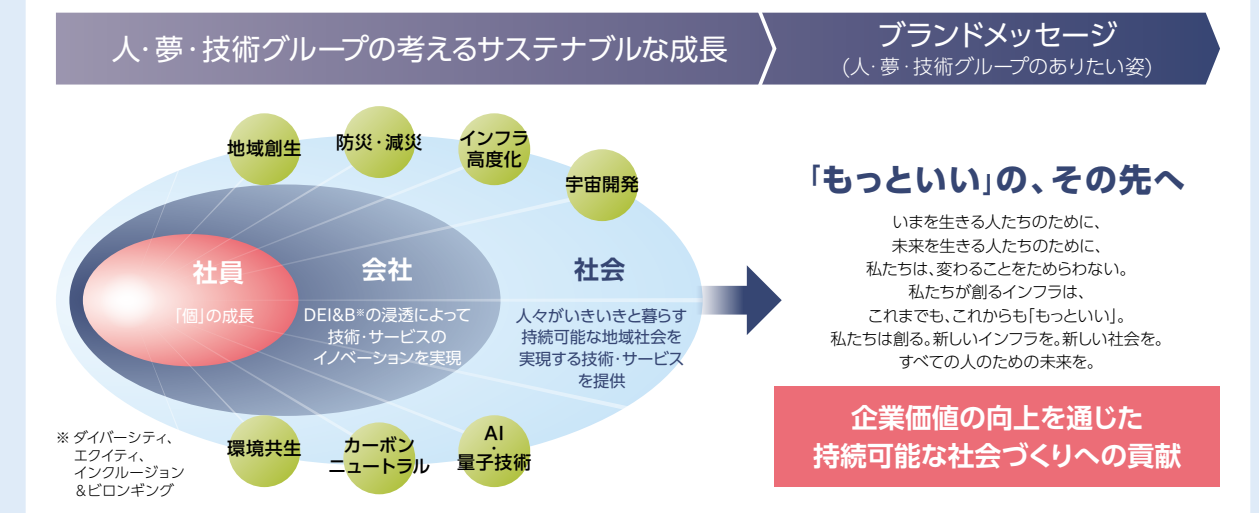 人・夢・技術グループの考えるサステナブルな成長
ブランドメッセージ
(人・夢・技術グループのありたい姿)
地域創生
防災・減災
インフラ
高度化
宇宙開発
社員
「個」の成長
会社
DEI&B※の浸透によって
技術・サービスの
イノベーションを実現
社会
人々がいきいきと暮らす
持続可能な地域社会を
実現する技術・サービス
を提供
環境共生
カーボン
ニュートラル
AI
・
量子技術
※ ダイバーシティ、
エクイティ、
インクルージョン
&ビロンギング
「もっといい」の、その先へ
いまを生きる人たちのために、
未来を生きる人たちのために、
私たちは、変わることをためらわない。
私たちが創るインフラは、
これまでも、これからも「もっといい」。
私たちは創る。新しいインフラを。新しい社会を。
すべての人のための未来を。
企業価値の向上を通じた
持続可能な社会づくりへの貢献